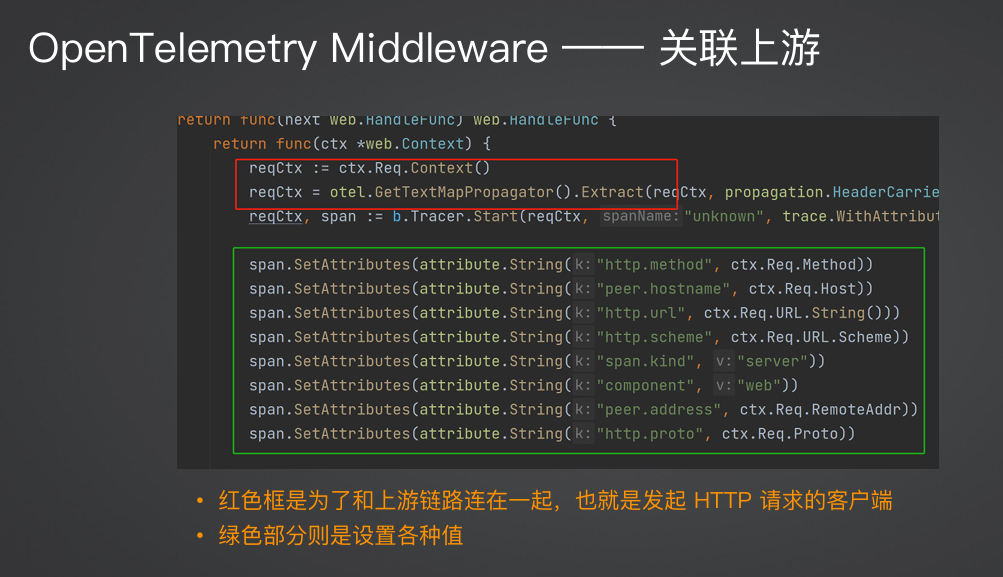 OpenTelemetry Middleware —— 关联上游
return func(next web.HandleFunc) web.HandleFunc {
return func(ctx *web.Context) {
reqCtx := ctx.Req.Context()
reqCtx = otel.GetTextMapPropagator().Extract(reqCtx, propagation.HeaderCarrie
reqCtx, span := b.Tracer.Start(reqCtx, spanName: "unknown", trace.WithAttribut
span.SetAttributes(attribute.String( k: "http.method", ctx.Req.Method))
span.SetAttributes(attribute.String( k: "peer.hostname", ctx.Req.Host))
span.SetAttributes(attribute.String( k: "http.url", ctx.Req.URL.String()))
span.SetAttributes(attribute.String( k: "http.scheme", ctx.Req.URL.Scheme))
span.SetAttributes(attribute.String( k: "span.kind", v: "server"))
span.SetAttributes(attribute.String( k: "component", v: "web"))
span.SetAttributes(attribute.String( k: "peer.address", ctx.Req.RemoteAddr))
span.SetAttributes(attribute.String( k: "http.proto", ctx.Req.Proto))
• 红色框是为了和上游链路连在一起，也就是发起 HTTP 请求的客户端
• 绿色部分则是设置各种值